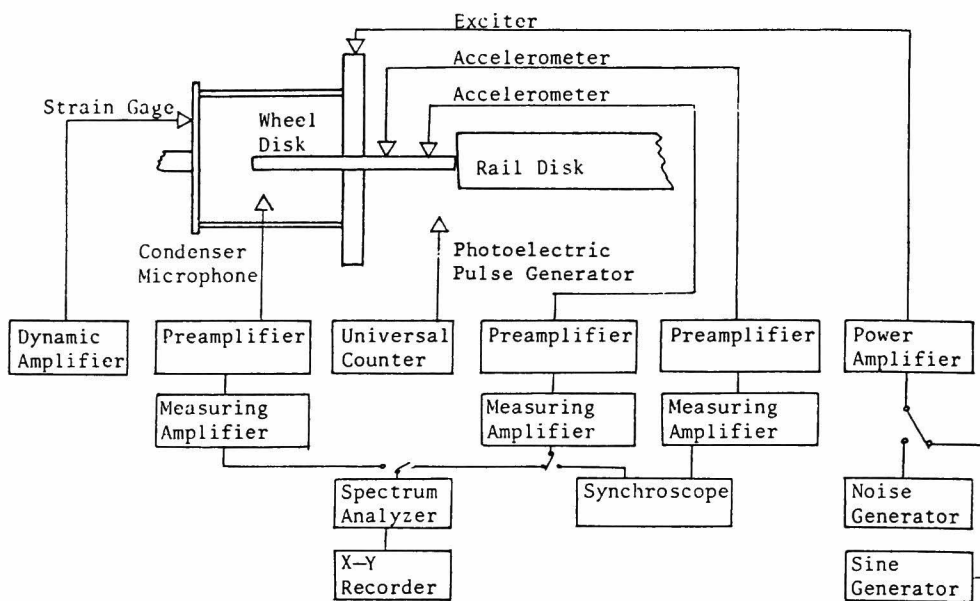 Exciter
Accelerometer
Accelerometer
Strain Gage
Wheel
Disk
Rail Disk
Condenser
Microphone
Photoelectric
Pulse Generator
Dynamic
Amplifier
Preamplifier
Universal
Counter
Preamplifier
Preamplifier
Power
Amplifier
Measuring
Amplifier
Measuring
Amplifier
Measuring
Amplifier
Spectrum
Analyzer
Synchroscope
Noise
Generator
X—Y
Recorder
Sine
Generator